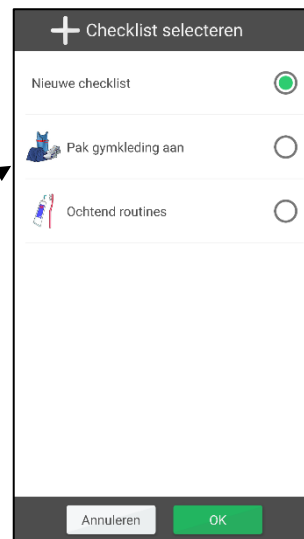 Checklist selecteren
Nieuwe checklist
Pak gymkleding aan
Ochtend routines
Annuleren OK